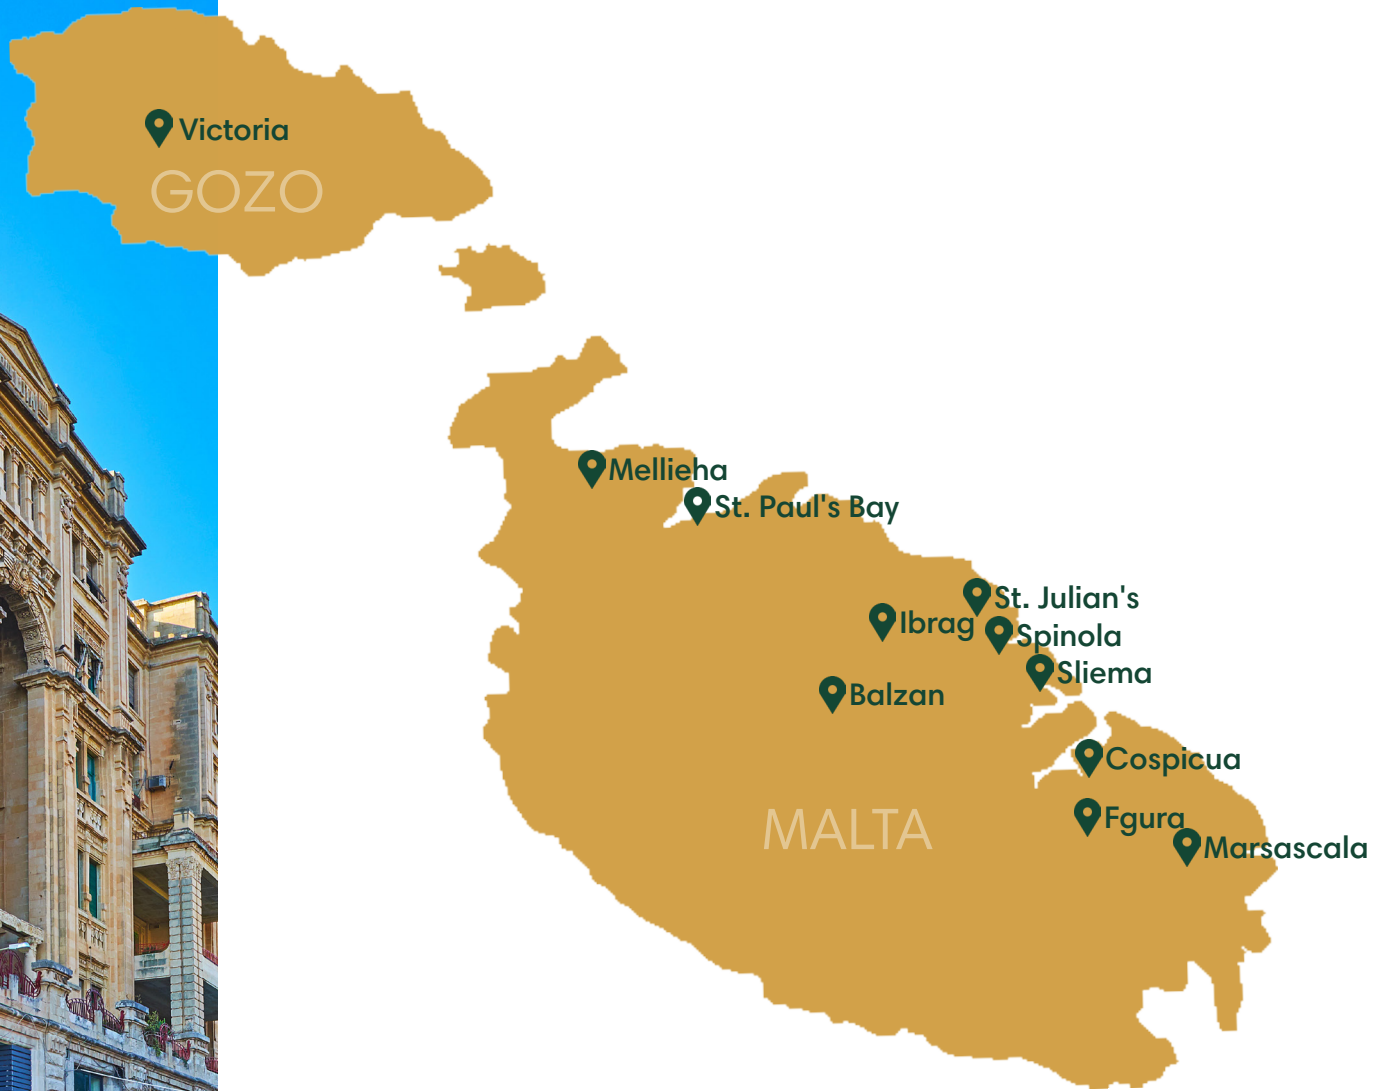 Victoria
GOZO
Mellieha
St. Paul's Bay
St. Julian's
Ibrag
Spinola
Sliema
Balzan
Cospicua
Fgura
MALTA
Marsascala